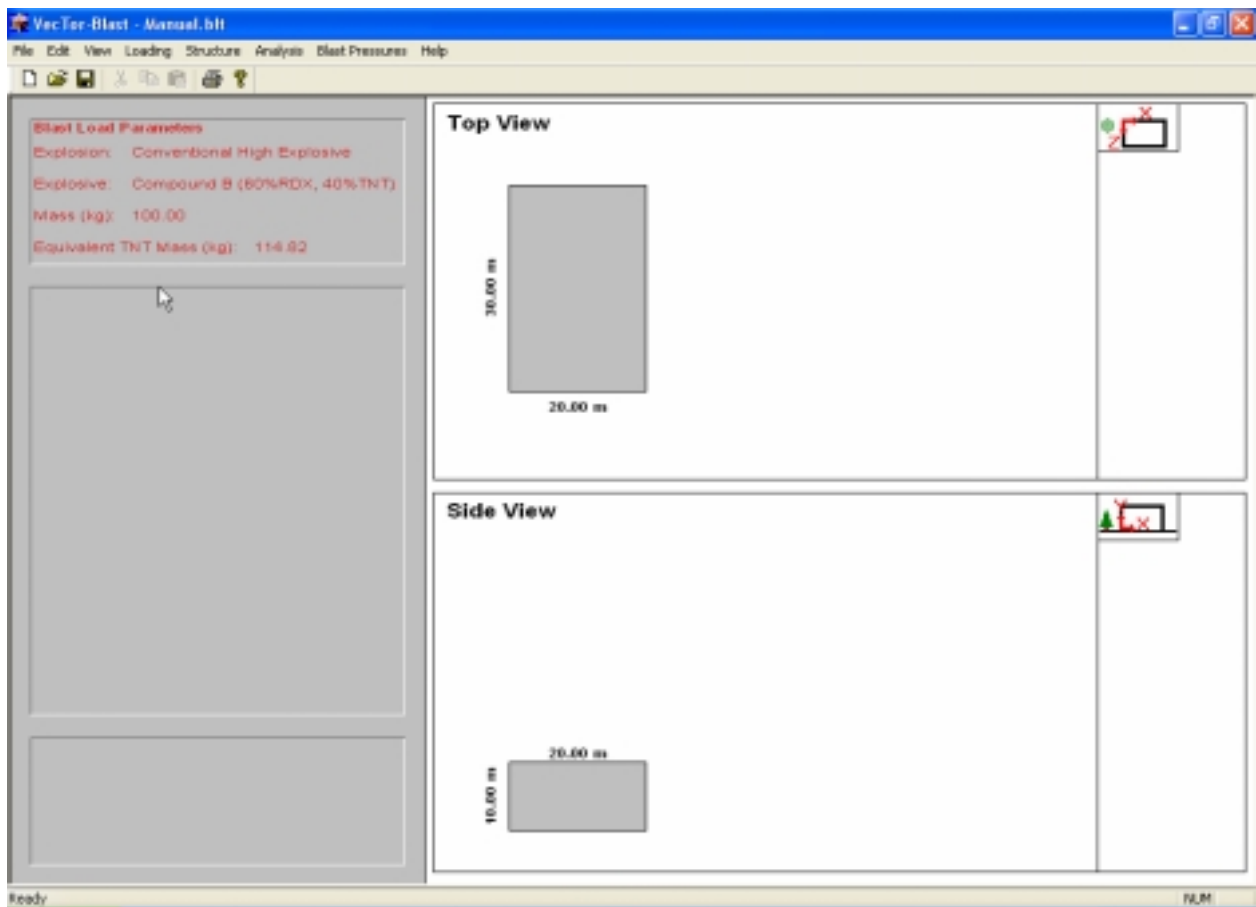 VecTor-Blast - Manual.blt
File Edit View Loading Structure Analysis Blast Pressures Help
Blast Load Parameters
Explosion: Conventional High Explosive
Explosive: Compound B (60%RDX, 40%TNT)
Mass (kg): 100.00
Equivalent TNT Mass (kg): 114.82
Top View
X
Z
30.00 m
20.00 m
Side View
Y
X
20.00 m
10.00 m
Ready
NUM